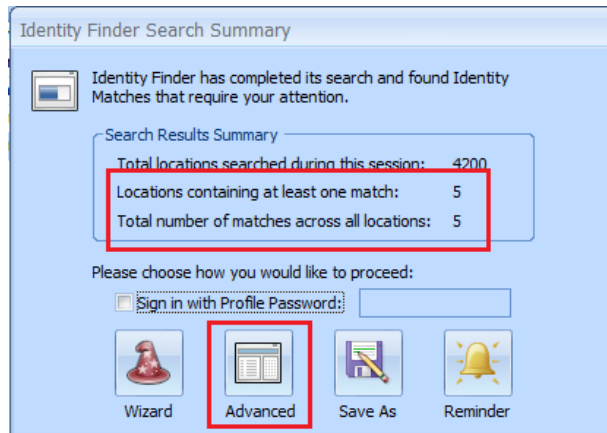 Identity Finder Search Summary
Identity Finder has completed its search and found Identity
Matches that require your attention.
Search Results Summary
Total locations searched during this session: 4200
Locations containing at least one match: 5
Total number of matches across all locations: 5
Please choose how you would like to proceed:
Sign in with Profile Password:
Wizard Advanced Save As Reminder